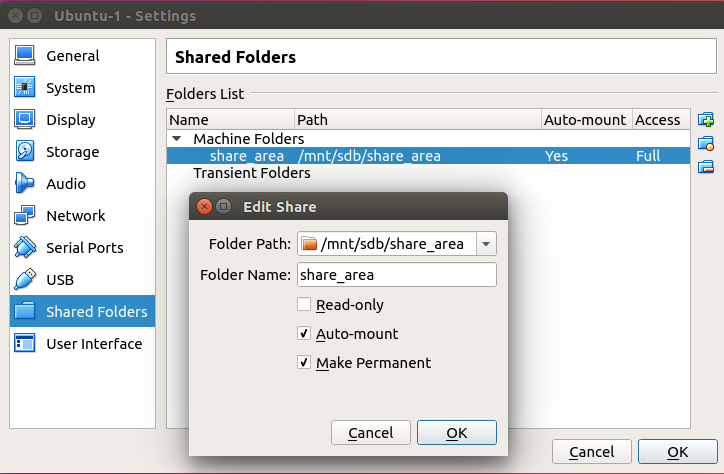 Ubuntu-1 - Settings
General
System
Display
Storage
Audio
Network
Serial Ports
USB
Shared Folders
User Interface
Shared Folders
Folders List
Name Path Auto-mount Access
Machine Folders
share_area /mnt/sdb/share_area Yes Full
Transient Folders
Edit Share
Folder Path: /mnt/sdb/share_area
Folder Name: share_area
Read-only
Auto-mount
Make Permanent
Cancel OK
Cancel OK